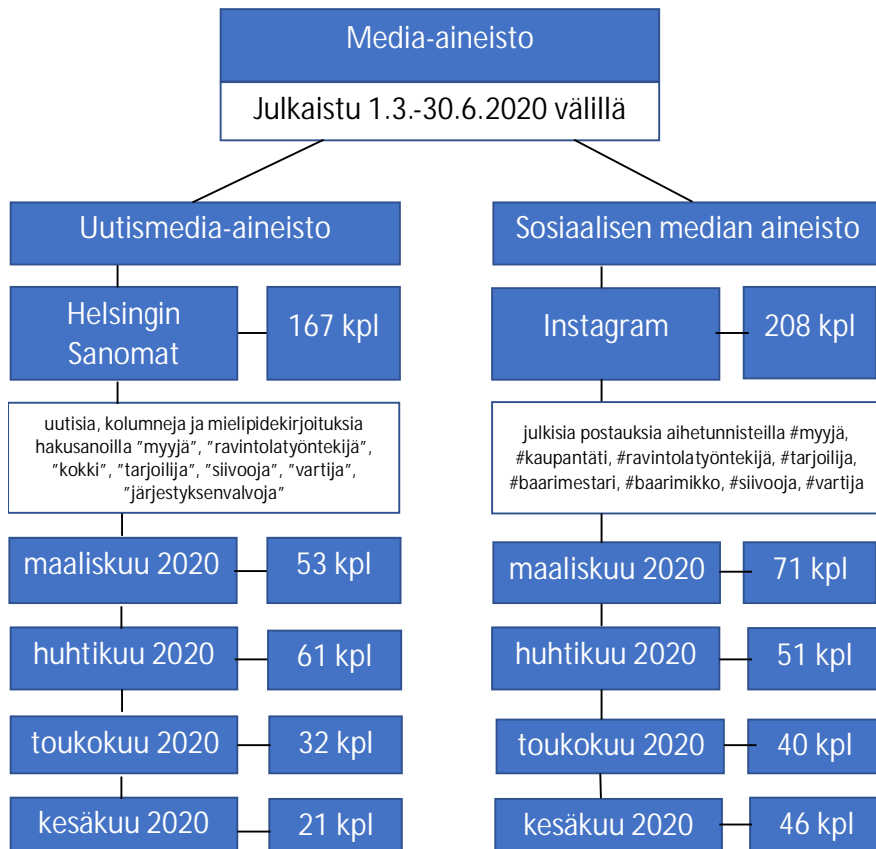 Media-aineisto
Julkaistu 1.3.-30.6.2020 välillä
Uutismedia-aineisto
Helsingin
Sanomat
167 kpl
uutisia, kolumneja ja mielipidekirjoituksia
hakusanoilla ”myyjä”, ”ravintolatyöntekijä”,
”kokki”, ”tarjoilija”, ”siivooja”, ”vartija”,
”järjestyksenvalvoja”
maaliskuu 2020
53 kpl
huhtikuu 2020
61 kpl
toukokuu 2020
32 kpl
kesäkuu 2020
21 kpl
Sosiaalisen median aineisto
Instagram
208 kpl
julkisia postauksia aihetunnisteilla #myyjä,
#kaupantäti, #ravintolatyöntekijä, #tarjoilija,
#baarimestari, #baarimikko, #siivooja, #vartija
maaliskuu 2020
71 kpl
huhtikuu 2020
51 kpl
toukokuu 2020
40 kpl
kesäkuu 2020
46 kpl